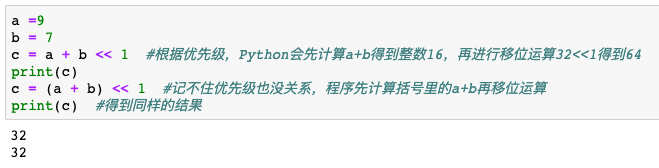 a =9
b = 7
c = a + b << 1  #根据优先级，Python会先计算a+b得到整数16，再进行移位运算32<<1得到64
print(c)
c = (a + b) << 1  #记不住优先级也没关系，程序先计算括号里的a+b再移位运算
print(c)  #得到同样的结果
32
32